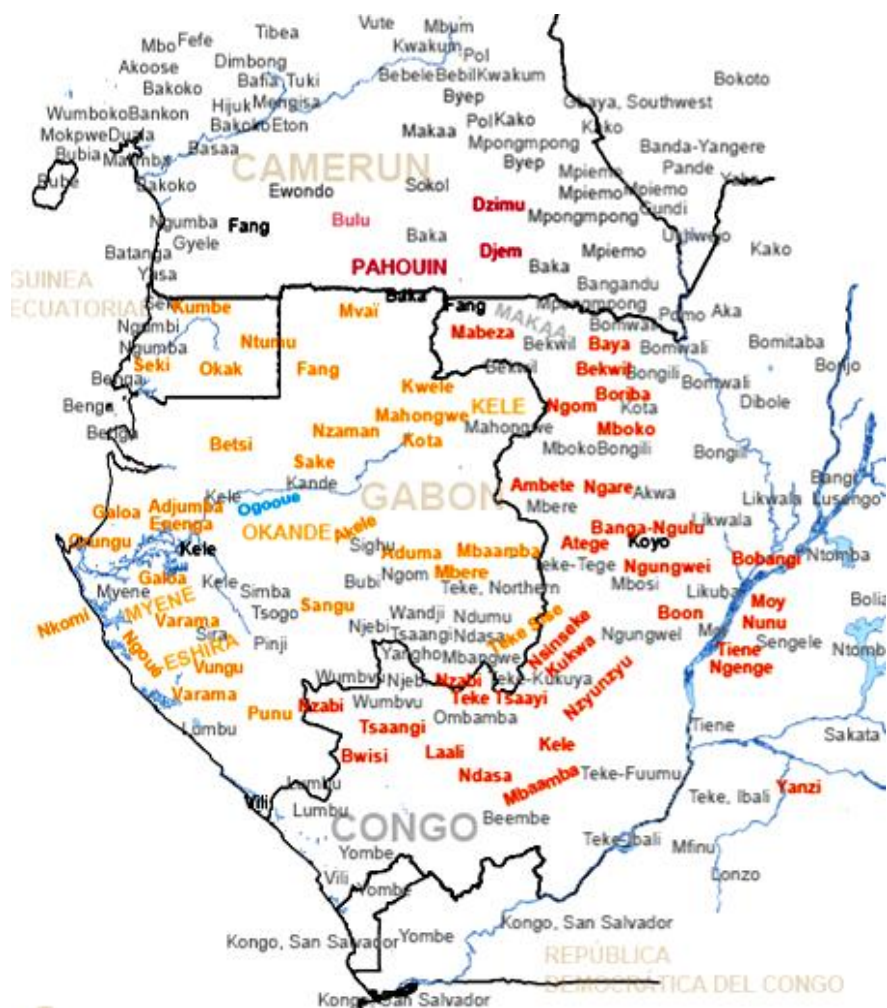 Tibea
Vute
Mbum
Mbo
Fefe
Kwakum
Pol
Akoose
Dimbong
Bafia
Tuki
Bebele
Bebil
Kwakum
Bokoto
Bakoko
Hijuk
Mengisa
Byep
Gbaya, Southwest
Wumboko
Bankon
Bakoko
Eton
Makaa
Pol
Kako
Kako
Mokpwe
Duala
Basaa
Mpongmpong
Banda-Yangere
Bubia
Byep
Pande
Bube
CAMERUN
Mpiemo
Bakoko
Ewondo
Sokol
Mpiemo
Mpiemo
Dzimu
Gundi
Ngumba
Fang
Bulu
Mpongmpong
Gyele
Baka
Djem
Mpiemo
Kako
Batanga
Yasa
PAHOUIN
Baka
Bangandu
GUINEA
ECUATORIAL
Kumbe
Mvaï
Baka
Fang
Mpongmpong
Pomo
Aka
Ngumbi
Ntumu
MAKAA
Mabeza
Bomwali
Ngumba
Bekwil
Baya
Bomwali
Bomitaba
Seki
Okak
Fang
Bekwil
Bekwil
Bongili
Bonjo
Benga
Kwele
Boriba
Bomwali
Benga
KELE
Ngom
Kota
Dibole
Mahongwe
Benga
Nzaman
Mahongwe
Mboko
Betsi
Kota
Mboko
Bongili
Bongili
Sake
Kande
Bangi
Kele
GABON
Ambete
Ngare
Akwa
Likwala
Lusengo
Adjumba
Ogooue
Mbere
Galoa
Enenga
OKANDE
Akele
Banga-Ngulu
Likwala
Orungu
Kele
Sighu
Aduma
Mbaamba
Atege
Koyo
Ntomba
Bobangi
Galoa
Kele
Bubi
Ngom
Mbere
Teke-Tege
Ngungwei
Myene
Simba
Teke, Northern
Mbosi
Likuba
Moy
Bolia
MYENE
Sangu
Wandji
Boon
Nkomi
Varama
Tsogo
Ndumu
Teke Sise
Nunu
Sira
Njebi
Tsaangi
Ndasa
Nsinseke
Ngungwel
Moi
Sengele
Ngoue
ESHIRA
Pinji
Yangho
Mbangwe
Kukwa
Tiene
Ntomba
Vungu
Wumbvu
Njebi
Nzabi
Teke-Kukuya
Ngenge
Varama
Nzabi
Wumbvu
Teke Tsaayi
Nzyunzyu
Punu
Ombamba
Lumbu
Tsaangi
Tiene
Sakata
Bwisi
Laali
Kele
Ndasa
Teke-Fuumu
Lumbu
Mbaamba
Teke, Ibali
Yanzi
Vili
Lumbu
Beembe
CONGO
Teke-Ibali
Mfinu
Yombe
Lonzo
Vili
Yombe
Kongo, San Salvador
Kongo, San Salvador
Yombe
REPÚBLICA
DEMOCRÁTICA DEL CONGO
Kongo, San Salvador